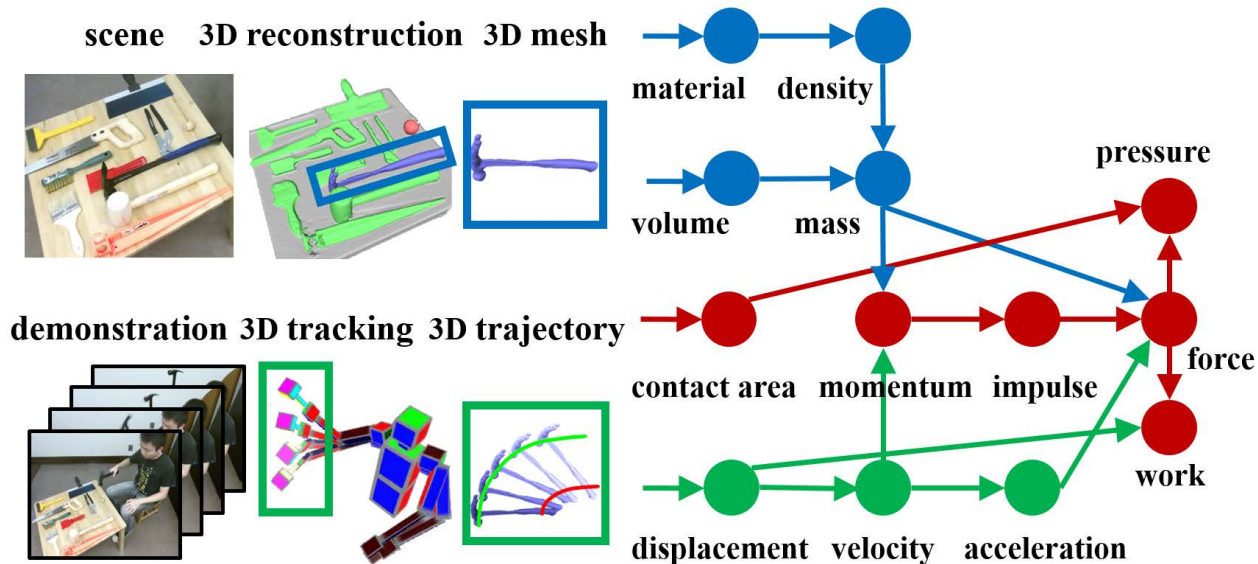 scene 3D reconstruction 3D mesh
material density
pressure
volume mass
demonstration 3D tracking 3D trajectory
contact area momentum impulse force
work
displacement velocity acceleration